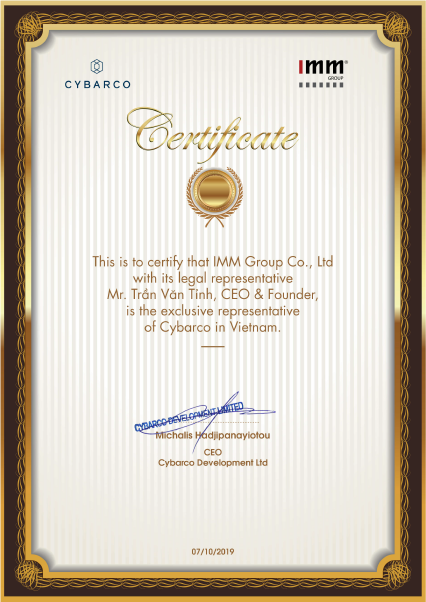 CYBARCO
IMM®
GROUP
Certificate
This is to certify that IMM Group Co., Ltd
with its legal representative
Mr. Trần Văn Tỉnh, CEO & Founder,
is the exclusive representative
of Cybarco in Vietnam.
CYBARCO DEVELOPMENT LIMITED
Michalis Hadjipanayiotou
CEO
Cybarco Development Ltd
07/10/2019